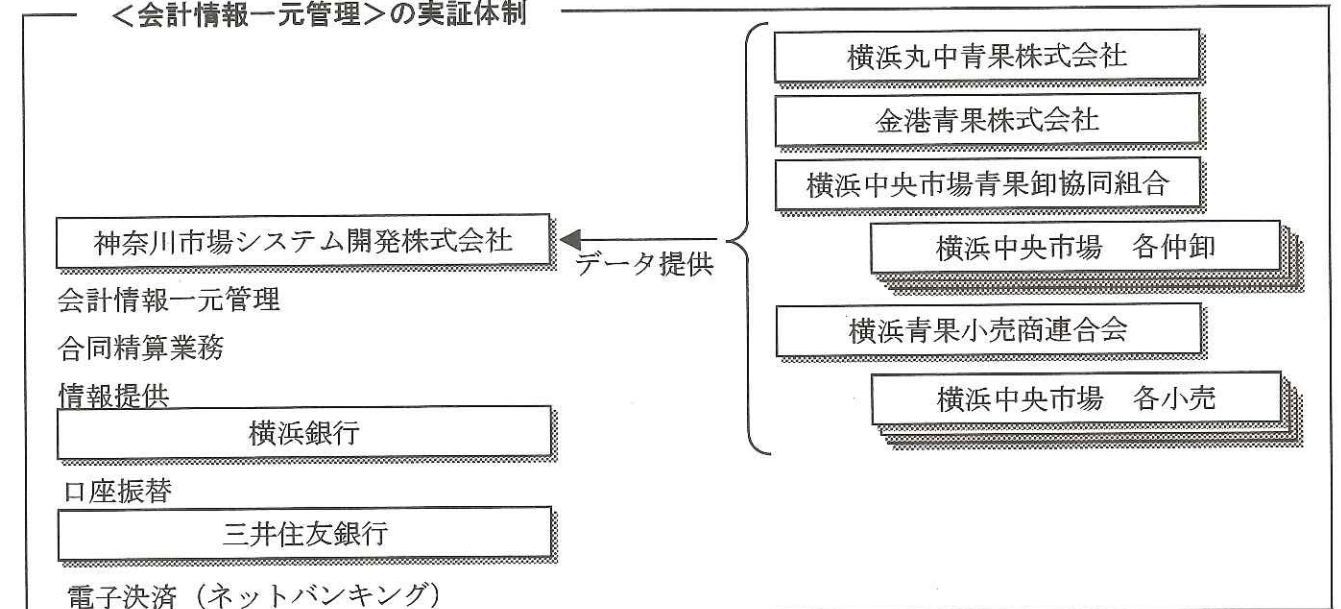 ＜会計情報一元管理＞の実証体制
横浜丸中青果株式会社
金港青果株式会社
横浜中央市場青果卸協同組合
横浜中央市場　各仲卸
横浜青果小売商連合会
横浜中央市場　各小売
データ提供
神奈川市場システム開発株式会社
会計情報一元管理
合同精算業務
情報提供
横浜銀行
口座振替
三井住友銀行
電子決済（ネットバンキング）